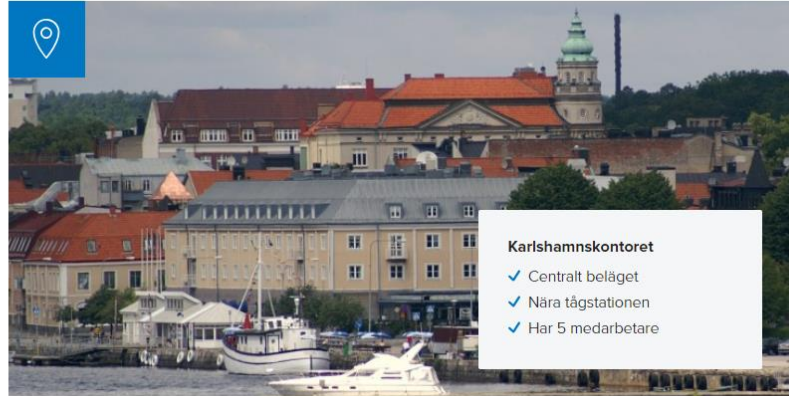 Karlshamnskontoret
Centralt beläget
Nära tågstationen
Har 5 medarbetare